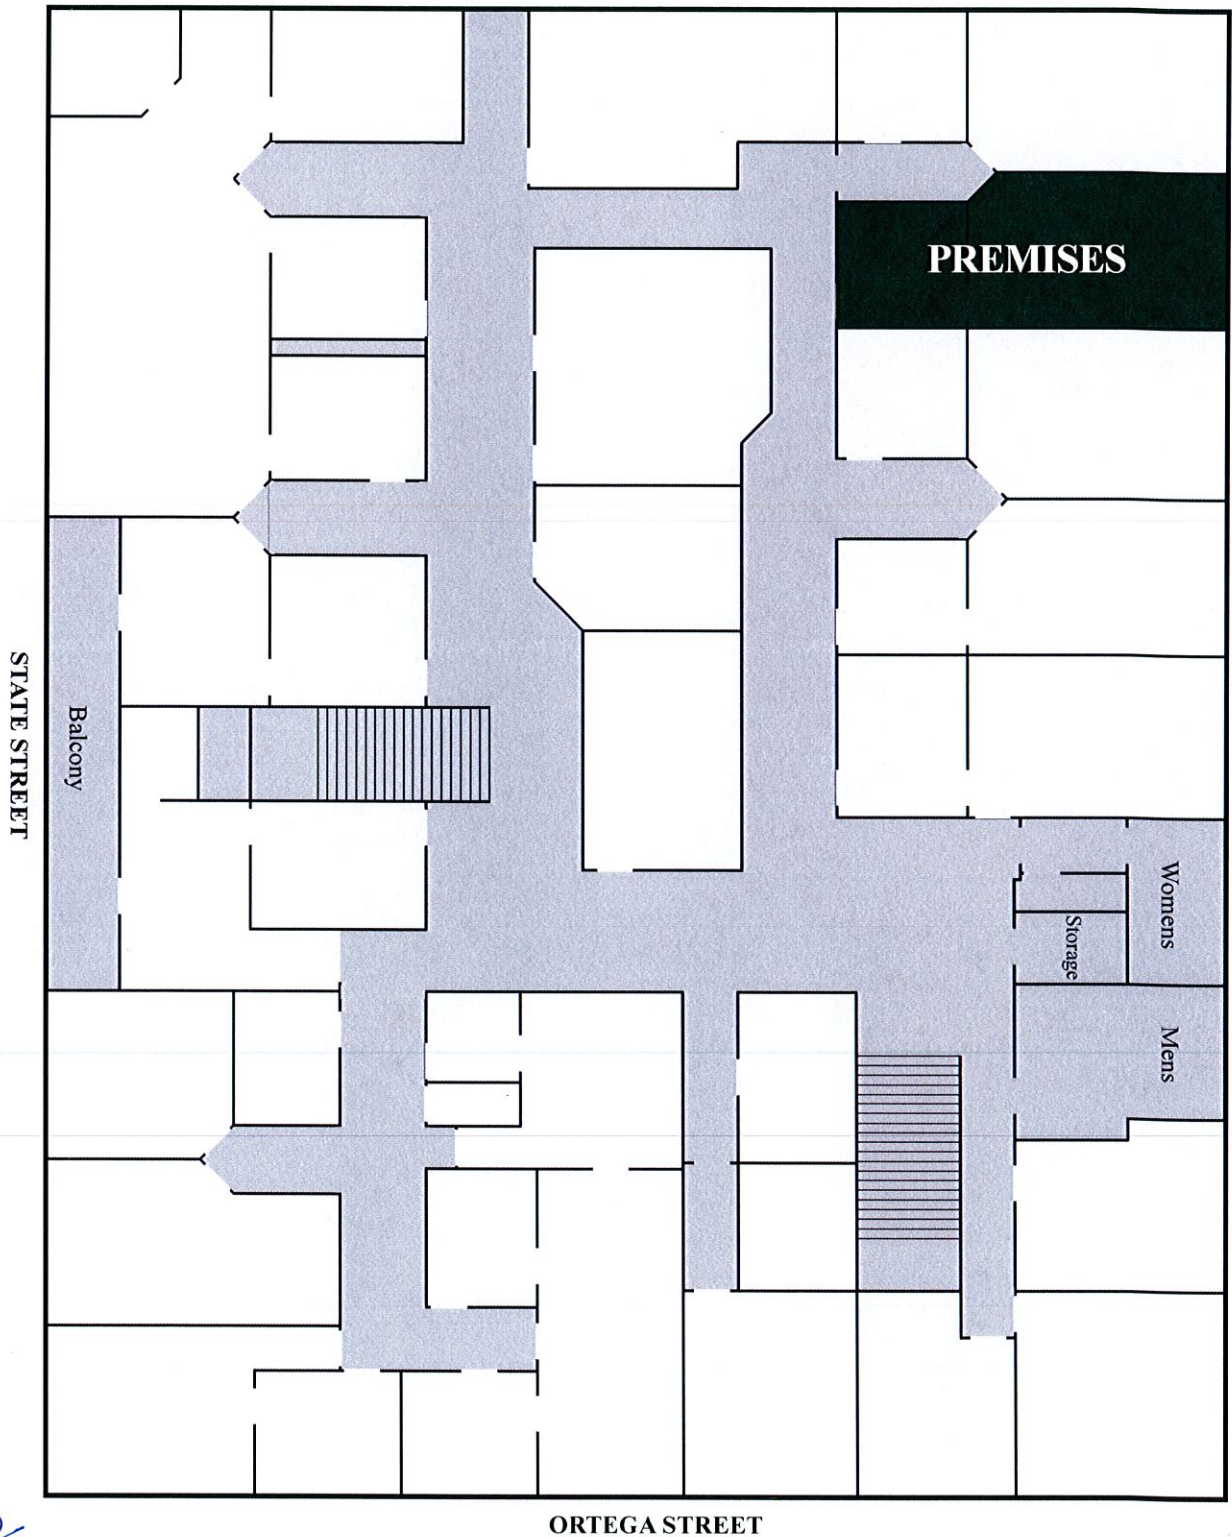 PREMISES
STATE STREET
Balcony
Womens
Storage
Mens
ORTEGA STREET